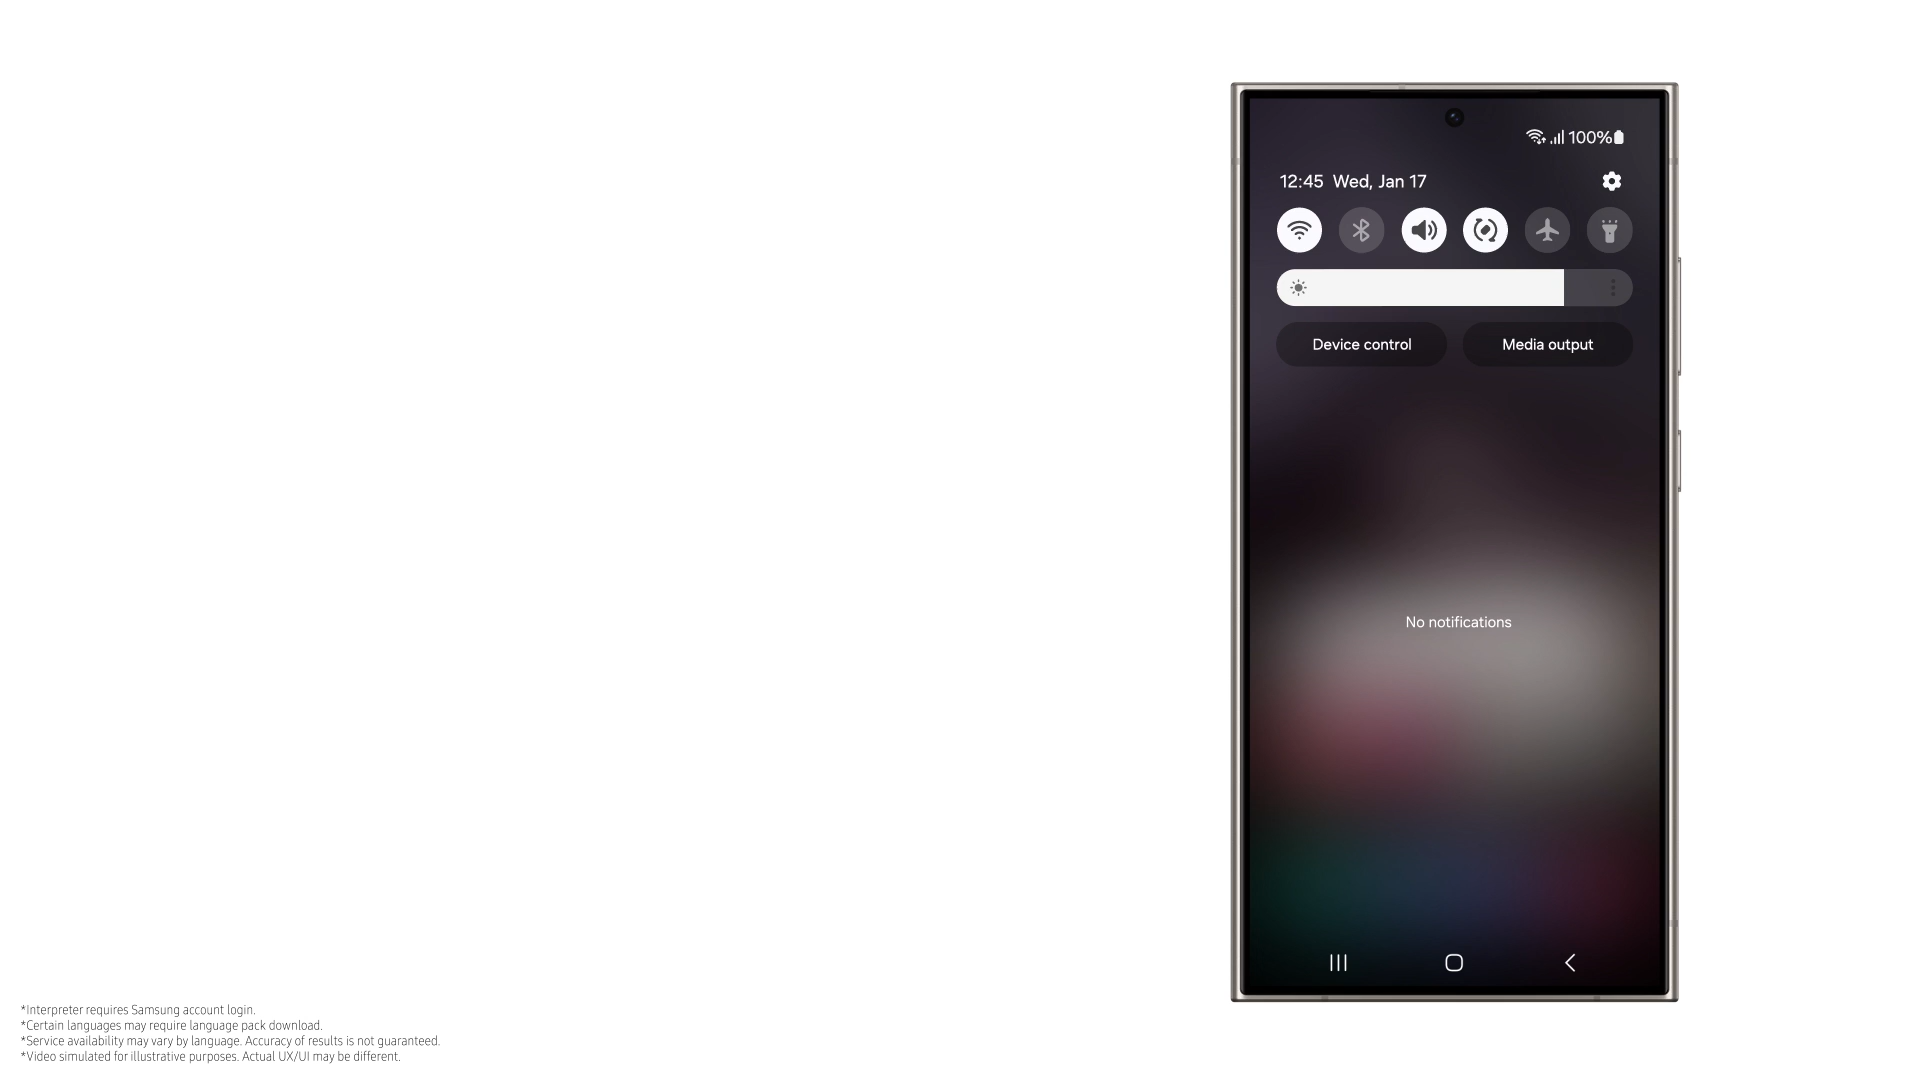 100%
12:45 Wed, Jan 17
Device control Media output
No notifications
*Interpreter requires Samsung account login.
*Certain languages may require language pack download.
*Service availability may vary by language. Accuracy of results is not guaranteed.
*Video simulated for illustrative purposes. Actual UX/UI may be different.